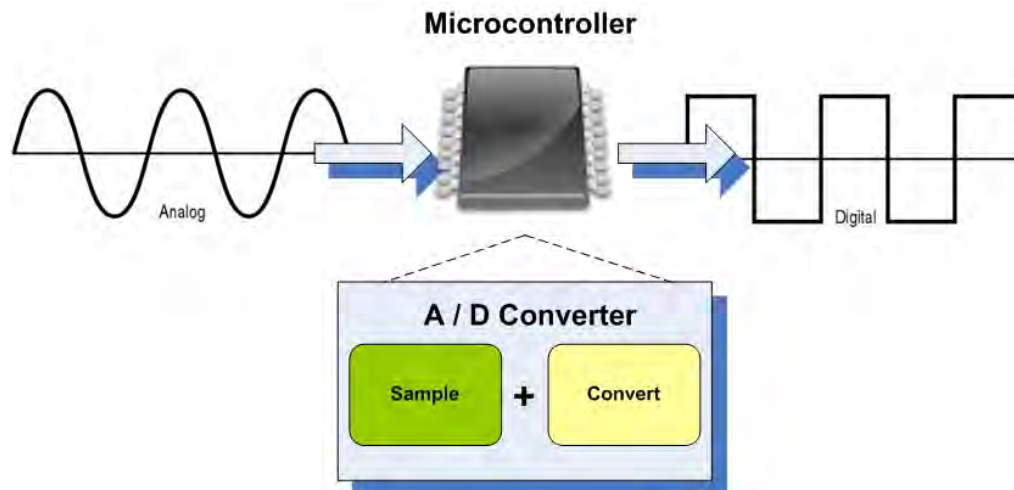 Microcontroller
Analog
Digital
A / D Converter
Sample + Convert